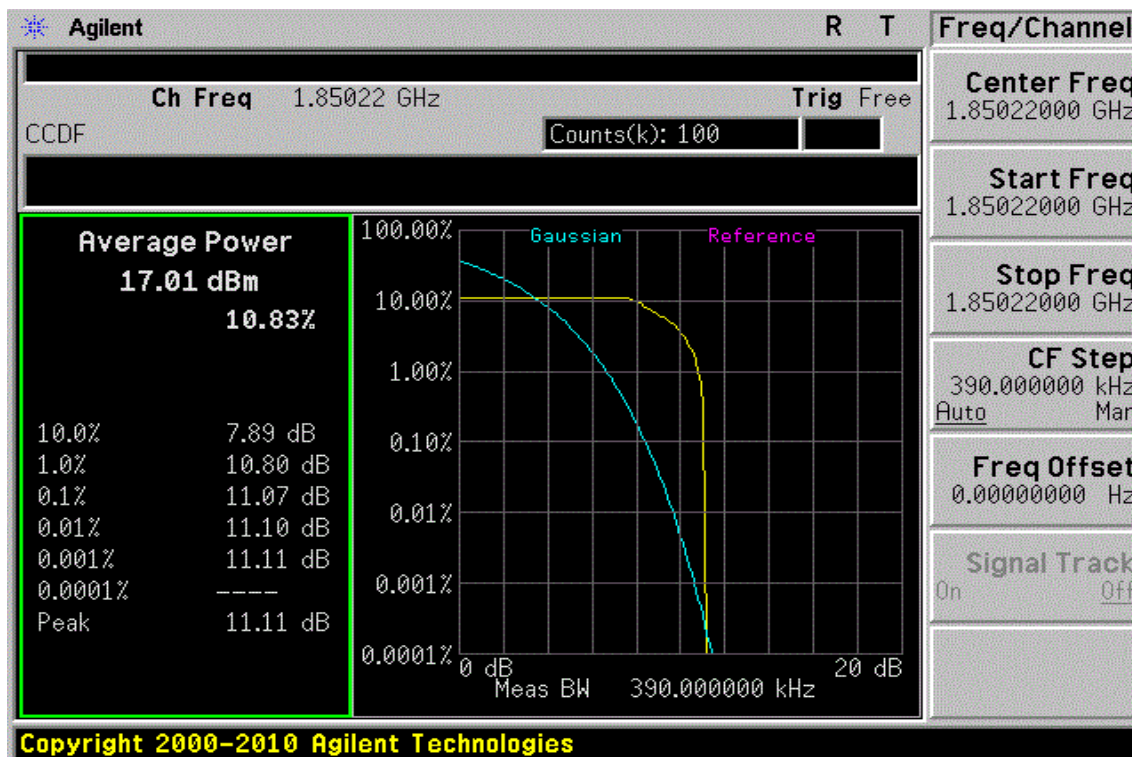 Agilent
R T
Freq/Channel
Ch Freq 1.85022 GHz
Trig Free
CCDF
Counts(k): 100
Center Freq
1.85022000 GHz
Start Freq
1.85022000 GHz
Stop Freq
1.85022000 GHz
CF Step
390.000000 kHz
Auto Man
Freq Offset
0.00000000 Hz
Signal Track
On Off
Average Power
17.01 dBm
10.83%
10.0% 7.89 dB
1.0% 10.80 dB
0.1% 11.07 dB
0.01% 11.10 dB
0.001% 11.11 dB
0.0001% ----
Peak 11.11 dB
Gaussian Reference
100.00%
10.00%
1.00%
0.10%
0.01%
0.001%
0.0001%
0 dB 20 dB
Meas BW 390.000000 kHz
Copyright 2000-2010 Agilent Technologies